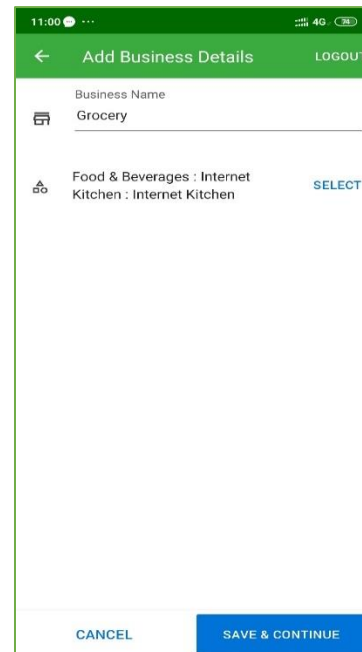 11:00 ... 4G 74
Add Business Details LOGOUT
Business Name
Grocery
Food & Beverages : Internet
Kitchen : Internet Kitchen SELECT
CANCEL SAVE & CONTINUE